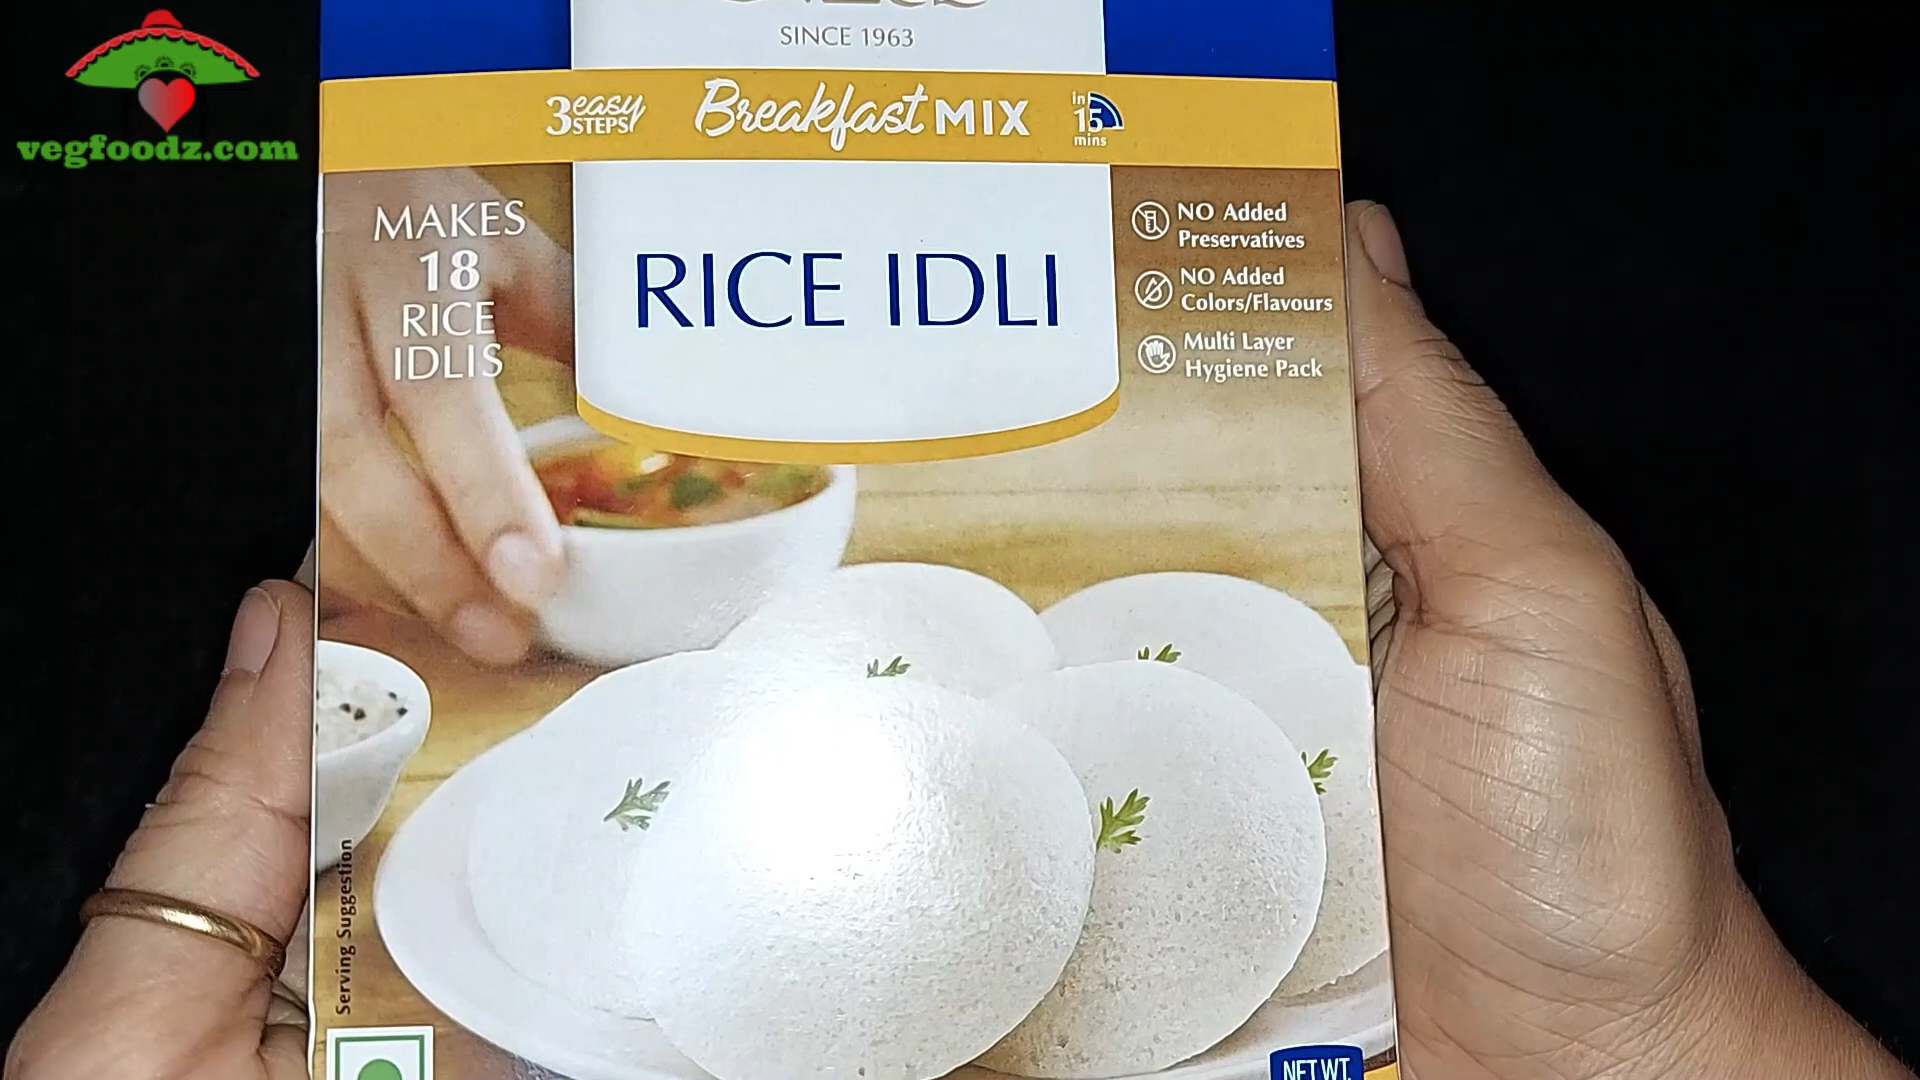 SINCE 1963
3 easy STEPS
Breakfast MIX
in 15 mins
vegfoodz.com
MAKES
18
RICE
IDLIS
RICE IDLI
NO Added
Preservatives
NO Added
Colors/Flavours
Multi Layer
Hygiene Pack
Serving Suggestion
NET WT.